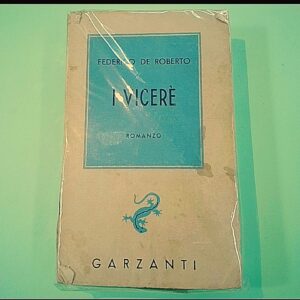 FEDERICO DE ROBERTO
I VICERÈ
ROMANZO
GARZANTI